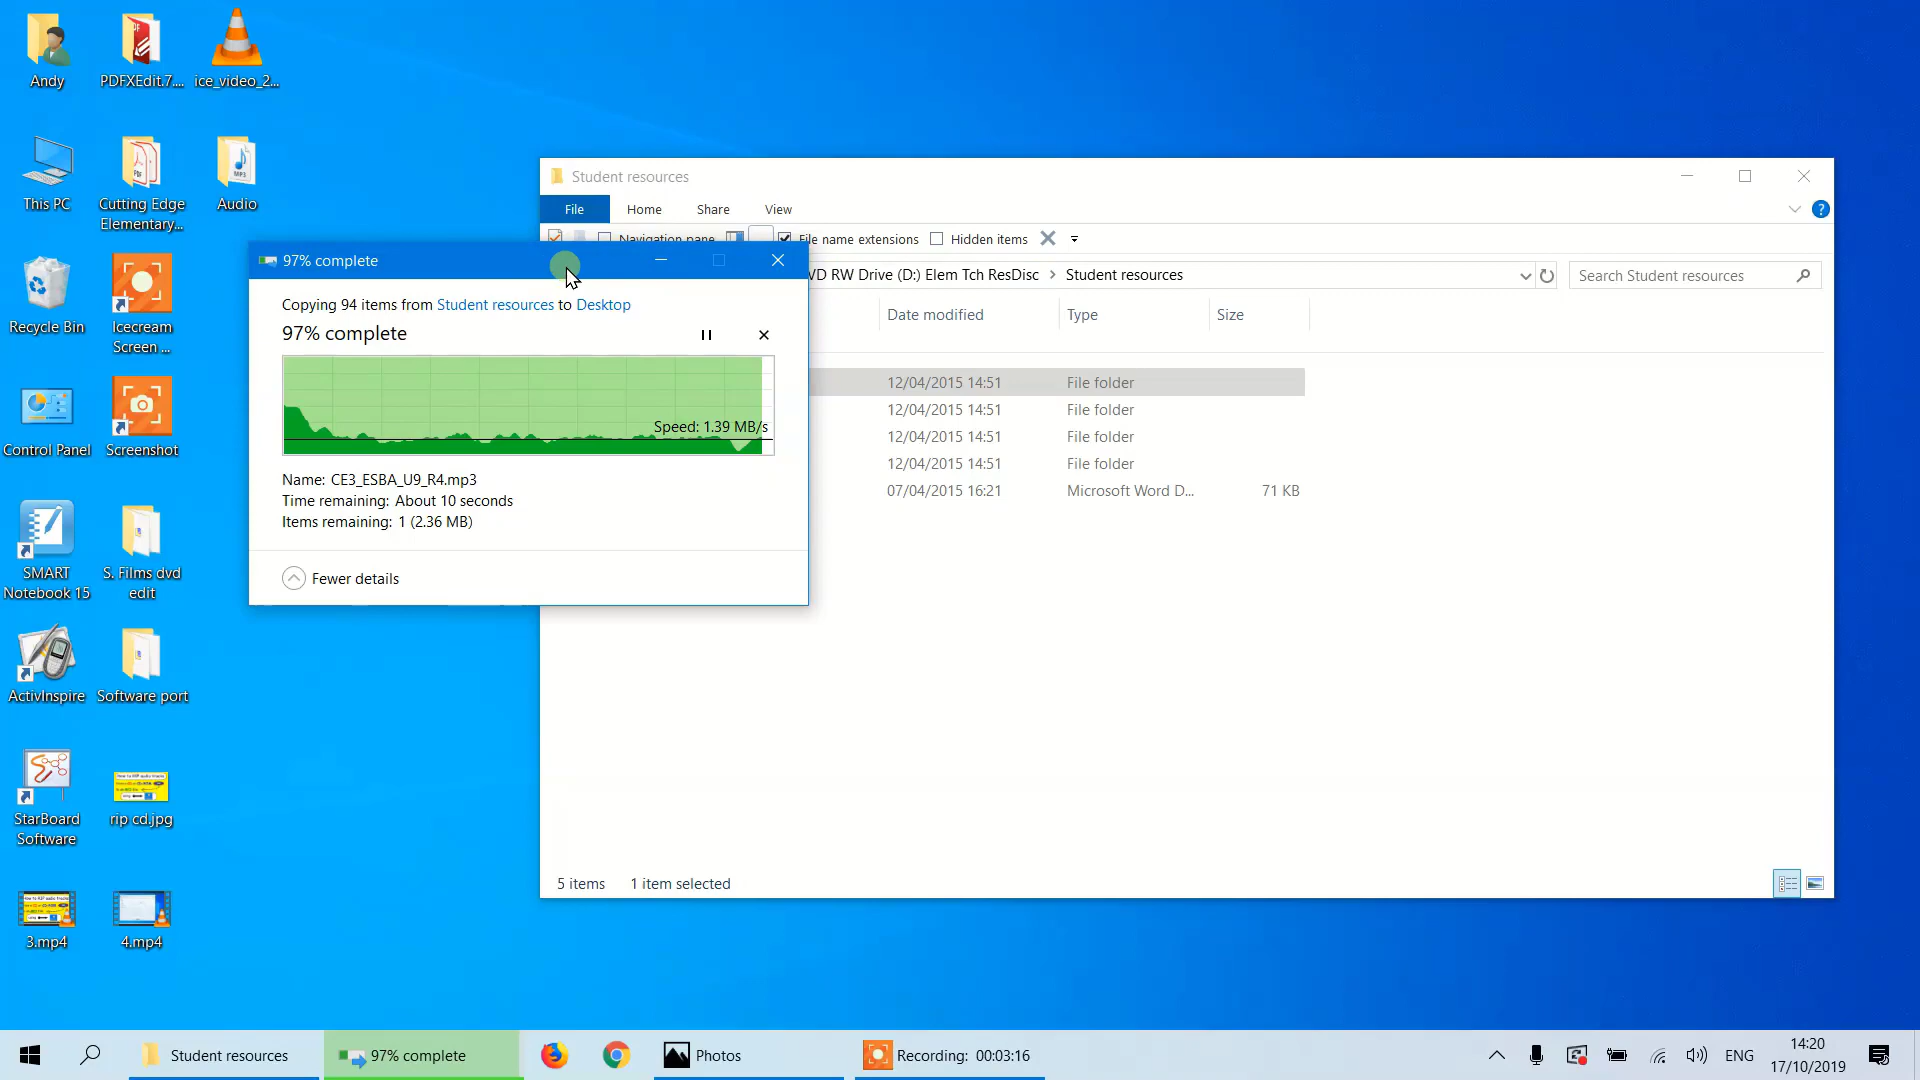 Andy
PDFXEdit.7....
ice_video_2...
This PC
Cutting Edge
Elementary...
Audio
Recycle Bin
Icecream
Screen ...
Control Panel
Screenshot
SMART
Notebook 15
S. Films dvd
edit
ActivInspire
Software port
StarBoard
Software
rip cd.jpg
3.mp4
4.mp4
Student resources
File
Home
Share
View
Navigation pane
File name extensions
Hidden items
VD RW Drive (D:) Elem Tch ResDisc
Student resources
Search Student resources
Date modified
Type
Size
12/04/2015 14:51
File folder
12/04/2015 14:51
File folder
12/04/2015 14:51
File folder
12/04/2015 14:51
File folder
07/04/2015 16:21
Microsoft Word D...
71 KB
5 items
1 item selected
97% complete
Copying 94 items from Student resources to Desktop
97% complete
Speed: 1.39 MB/s
Name: CE3_ESBA_U9_R4.mp3
Time remaining: About 10 seconds
Items remaining: 1 (2.36 MB)
Fewer details
Student resources
97% complete
Photos
Recording: 00:03:16
ENG
14:20
17/10/2019